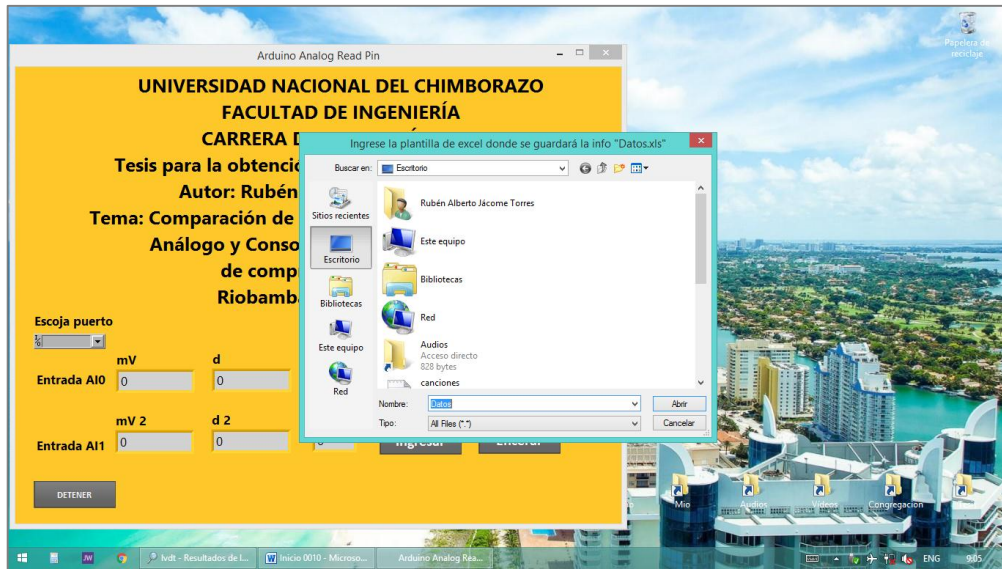 Papelera de
reciclaje
Arduino Analog Read Pin
UNIVERSIDAD NACIONAL DEL CHIMBORAZO
FACULTAD DE INGENIERÍA
CARRERA D
Tesis para la obtenció
Autor: Rubén
Tema: Comparación de
Análogo y Conso
de comp
Riobamba
Escoja puerto
mV
d
Entrada AI0
0
0
mV 2
d 2
Entrada AI1
0
0
Ingresar
Encerar
DETENER
Ingrese la plantilla de excel donde se guardará la info "Datos.xls"
Buscar en:
Escritorio
Sitios recientes
Escritorio
Bibliotecas
Este equipo
Red
Rubén Alberto Jácome Torres
Este equipo
Bibliotecas
Red
Audios
Acceso directo
828 bytes
canciones
Nombre:
Datos
Abrir
Tipo:
All Files (*.*)
Cancelar
Mio
Audios
Videos
Congregacion
lvdt - Resultados de l...
Inicio 0010 - Microso...
Arduino Analog Rea...
ENG
9:05